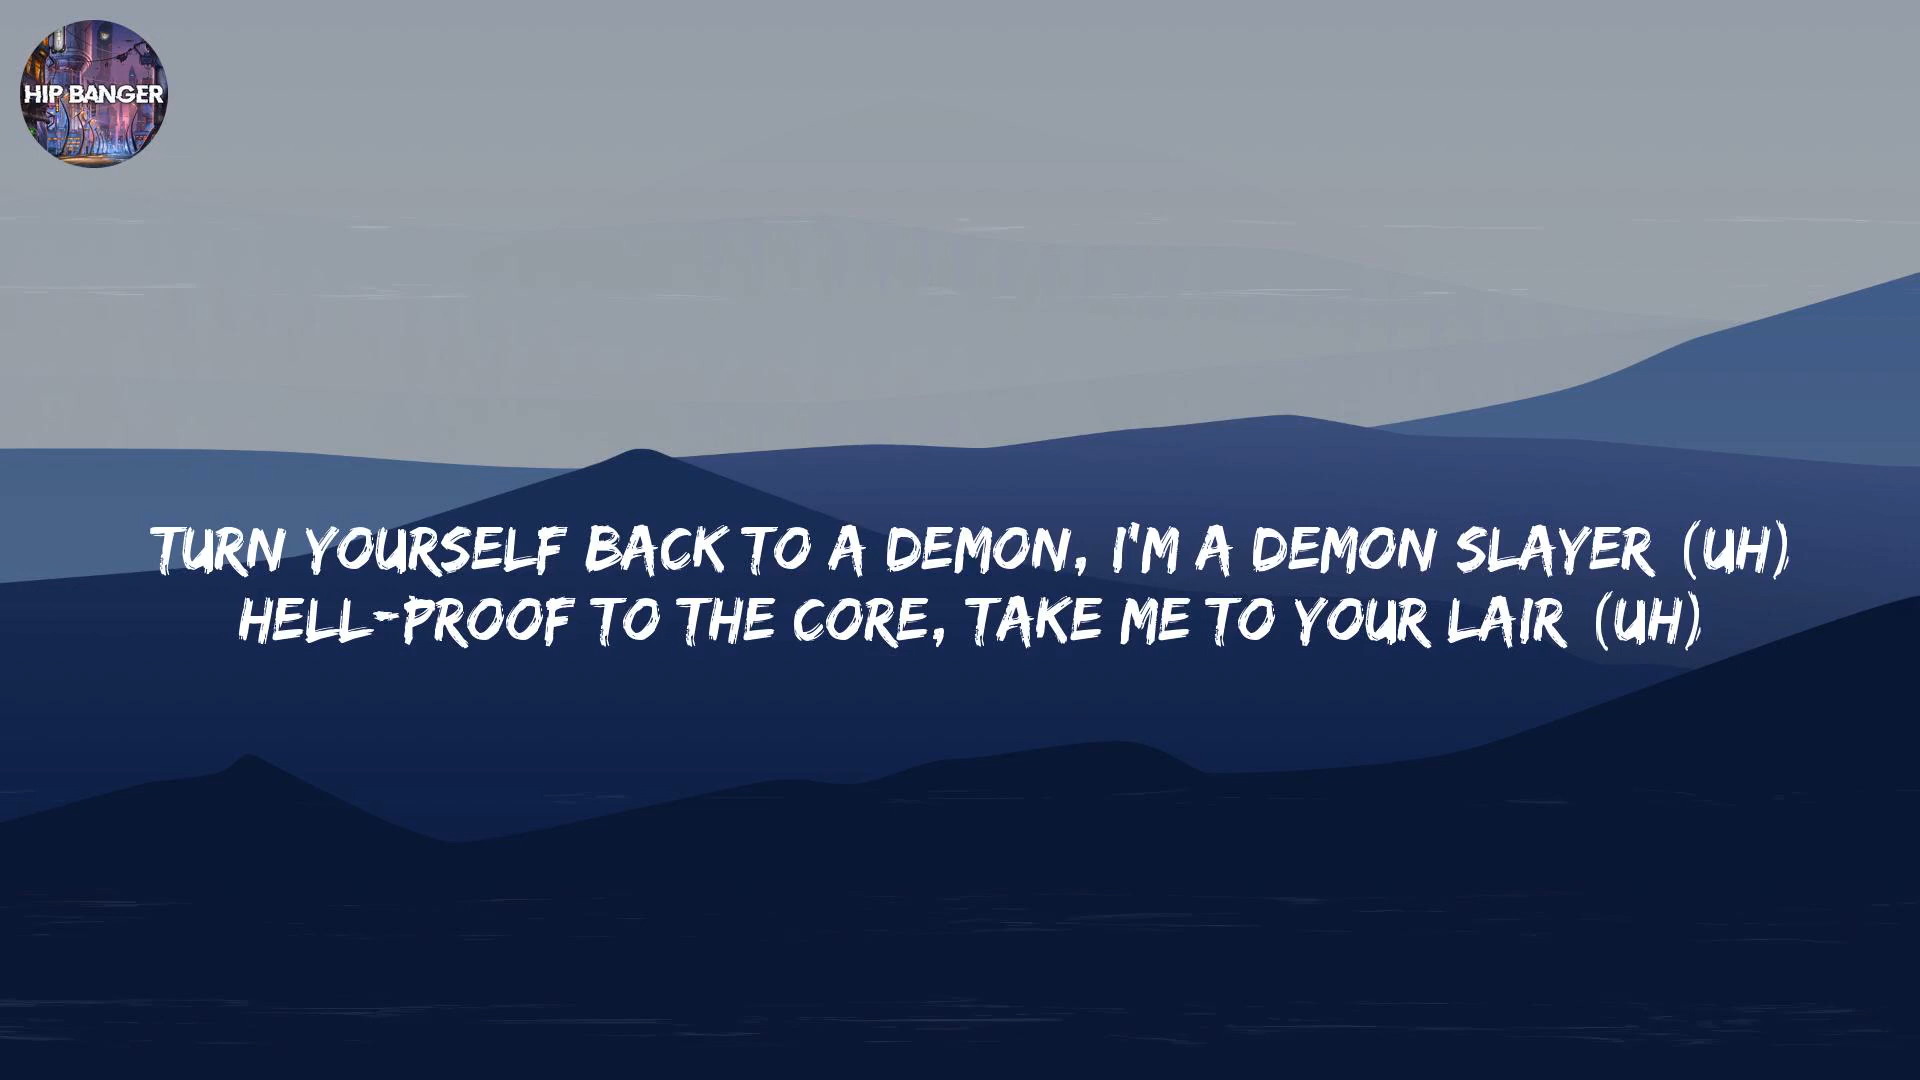 HIP BANGER
TURN YOURSELF BACK TO A DEMON, I'M A DEMON SLAYER (UH)
HELL-PROOF TO THE CORE, TAKE ME TO YOUR LAIR (UH)